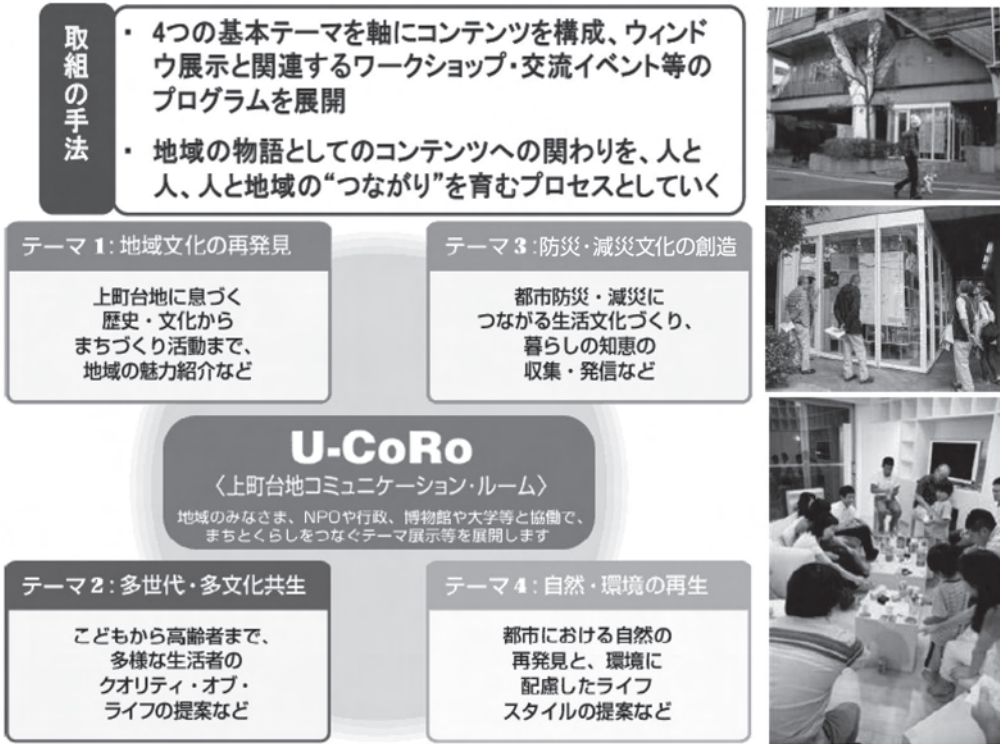 取組の手法
・ 4つの基本テーマを軸にコンテンツを構成、ウィンド
ウ展示と関連するワークショップ・交流イベント等の
プログラムを展開
・ 地域の物語としてのコンテンツへの関わりを、人と
人、人と地域の“つながり”を育むプロセスとしていく
テーマ1:地域文化の再発見
上町台地に息づく
歴史・文化から
まちづくり活動まで、
地域の魅力紹介など
テーマ3:防災・減災文化の創造
都市防災・減災に
つながる生活文化づくり、
暮らしの知恵の
収集・発信など
U-CoRo
〈上町台地コミュニケーション・ルーム〉
地域のみなさま、NPOや行政、博物館や大学等と協働で、
まちとくらしをつなぐテーマ展示等を展開します
テーマ2:多世代・多文化共生
こどもから高齢者まで、
多様な生活者の
クオリティ・オブ・
ライフの提案など
テーマ4:自然・環境の再生
都市における自然の
再発見と、環境に
配慮したライフ
スタイルの提案など